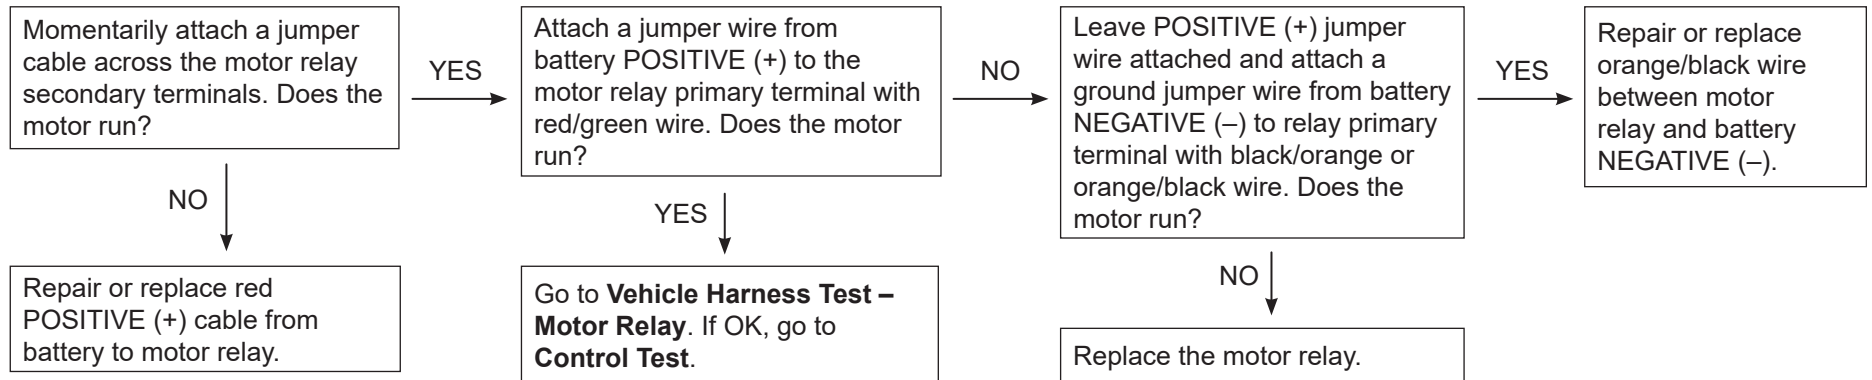 Momentarily attach a jumper
cable across the motor relay
secondary terminals. Does the
motor run?
YES
Attach a jumper wire from
battery POSITIVE (+) to the
motor relay primary terminal with
red/green wire. Does the motor
run?
NO
Leave POSITIVE (+) jumper
wire attached and attach a
ground jumper wire from battery
NEGATIVE (–) to relay primary
terminal with black/orange or
orange/black wire. Does the
motor run?
YES
Repair or replace
orange/black wire
between motor
relay and battery
NEGATIVE (–).
NO
Repair or replace red
POSITIVE (+) cable from
battery to motor relay.
YES
Go to Vehicle Harness Test –
Motor Relay. If OK, go to
Control Test.
NO
Replace the motor relay.